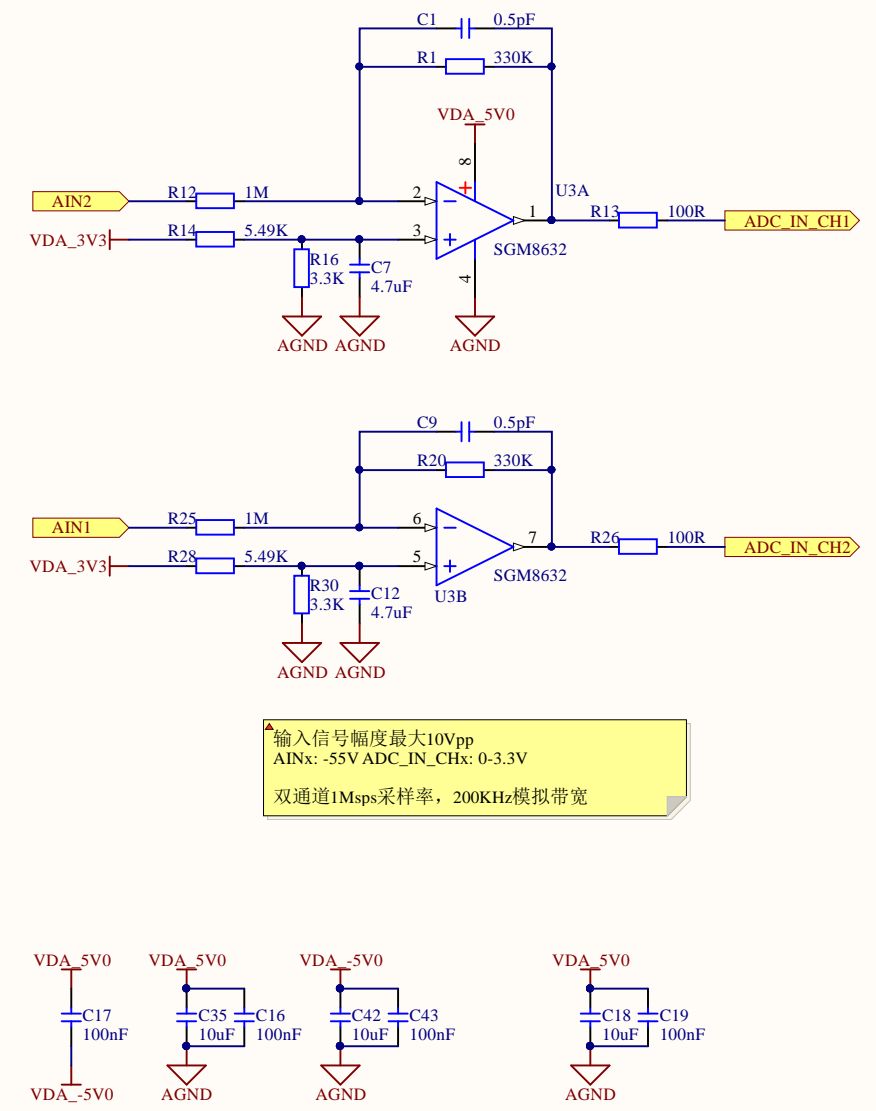 C1 0.5pF
R1 330K
VDA_5V0
8
U3A
AIN2 R12 1M 2 1 R13 100R ADC_IN_CH1
VDA_3V3 R14 5.49K 3
SGM8632
R16 3.3K
C7 4.7uF
4
AGND AGND AGND
C9 0.5pF
R20 330K
AIN1 R25 1M 6 7 R26 100R ADC_IN_CH2
VDA_3V3 R28 5.49K 5
SGM8632
R30 3.3K
C12 4.7uF
U3B
AGND AGND
输入信号幅度最大10Vpp
AINx: -55V ADC_IN_CHx: 0-3.3V
双通道1Msps采样率，200KHz模拟带宽
VDA_5V0 VDA_5V0 VDA_-5V0 VDA_5V0
C17 C35 C16 C42 C43 C18 C19
100nF 10uF 100nF 10uF 100nF 10uF 100nF
VDA_-5V0 AGND AGND AGND